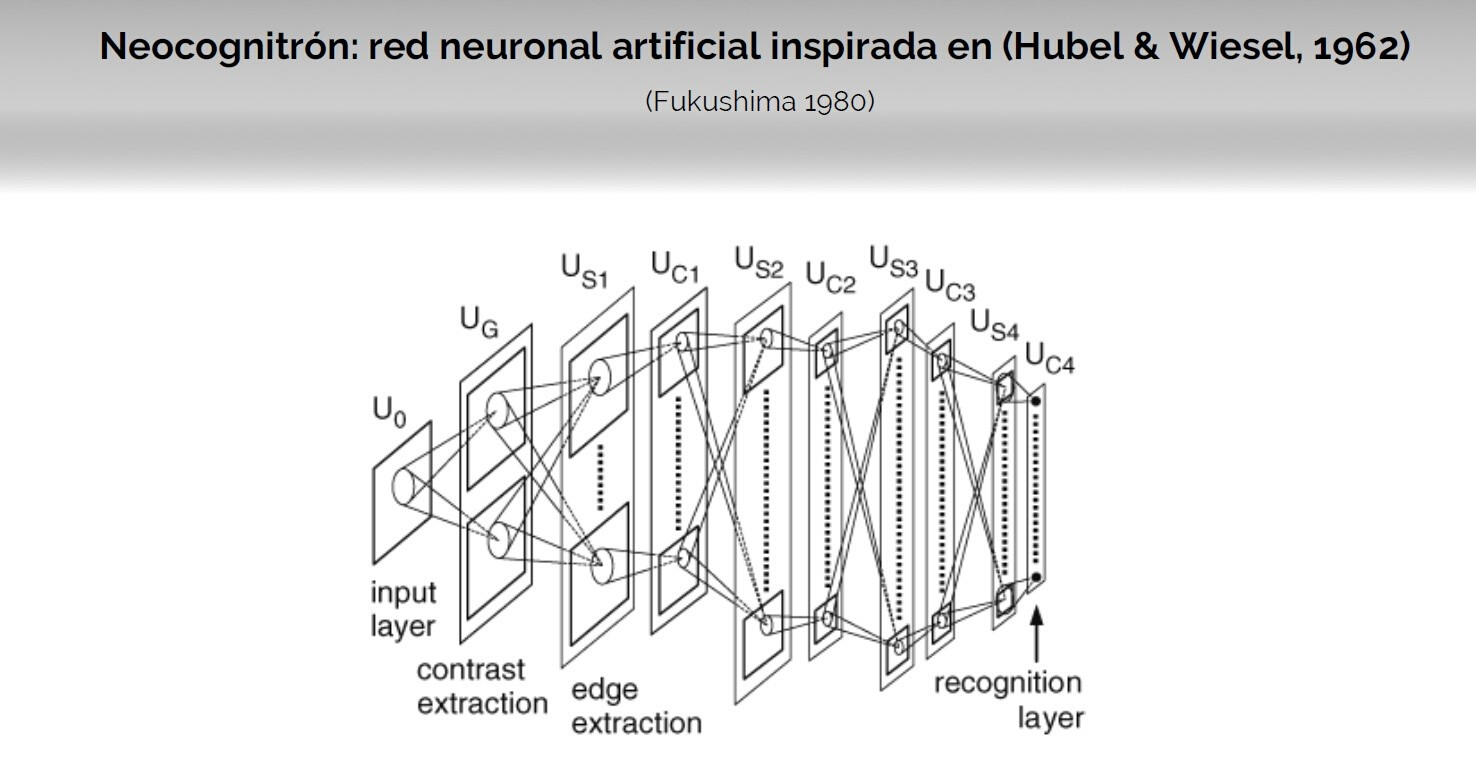 Neocognitrón: red neuronal artificial inspirada en (Hubel & Wiesel, 1962)
(Fukushima 1980)
U0
UG
US1
UC1
US2
UC2
US3
UC3
US4
UC4
input
layer
contrast
extraction
edge
extraction
recognition
layer